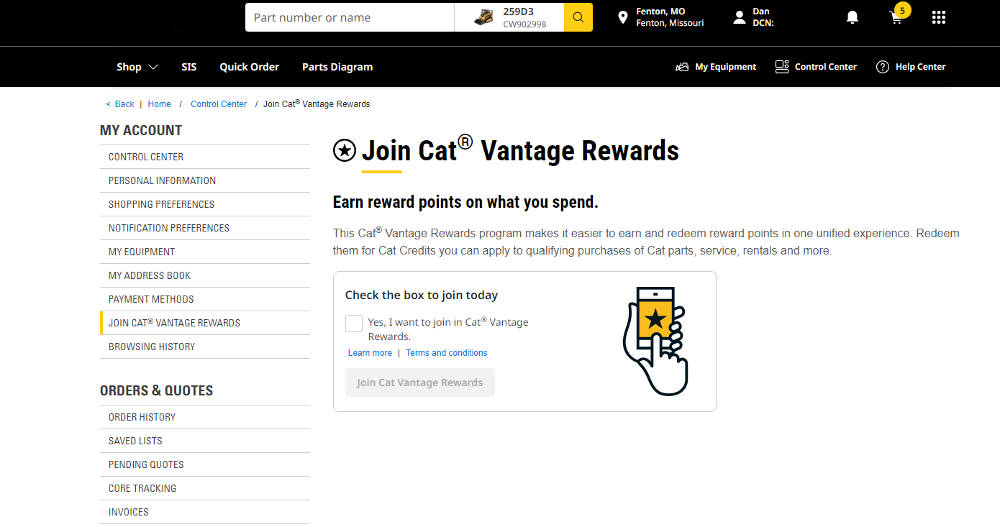 Part number or name
259D3
CW902998
Fenton, MO
Fenton, Missouri
Dan
DCN:
5
Shop
SIS
Quick Order
Parts Diagram
My Equipment
Control Center
Help Center
< Back | Home / Control Center / Join Cat® Vantage Rewards
MY ACCOUNT
CONTROL CENTER
PERSONAL INFORMATION
SHOPPING PREFERENCES
NOTIFICATION PREFERENCES
MY EQUIPMENT
MY ADDRESS BOOK
PAYMENT METHODS
JOIN CAT® VANTAGE REWARDS
BROWSING HISTORY
ORDERS & QUOTES
ORDER HISTORY
SAVED LISTS
PENDING QUOTES
CORE TRACKING
INVOICES
Join Cat® Vantage Rewards
Earn reward points on what you spend.
This Cat® Vantage Rewards program makes it easier to earn and redeem reward points in one unified experience. Redeem
them for Cat Credits you can apply to qualifying purchases of Cat parts, service, rentals and more.
Check the box to join today
Yes, I want to join in Cat® Vantage
Rewards.
Learn more | Terms and conditions
Join Cat Vantage Rewards